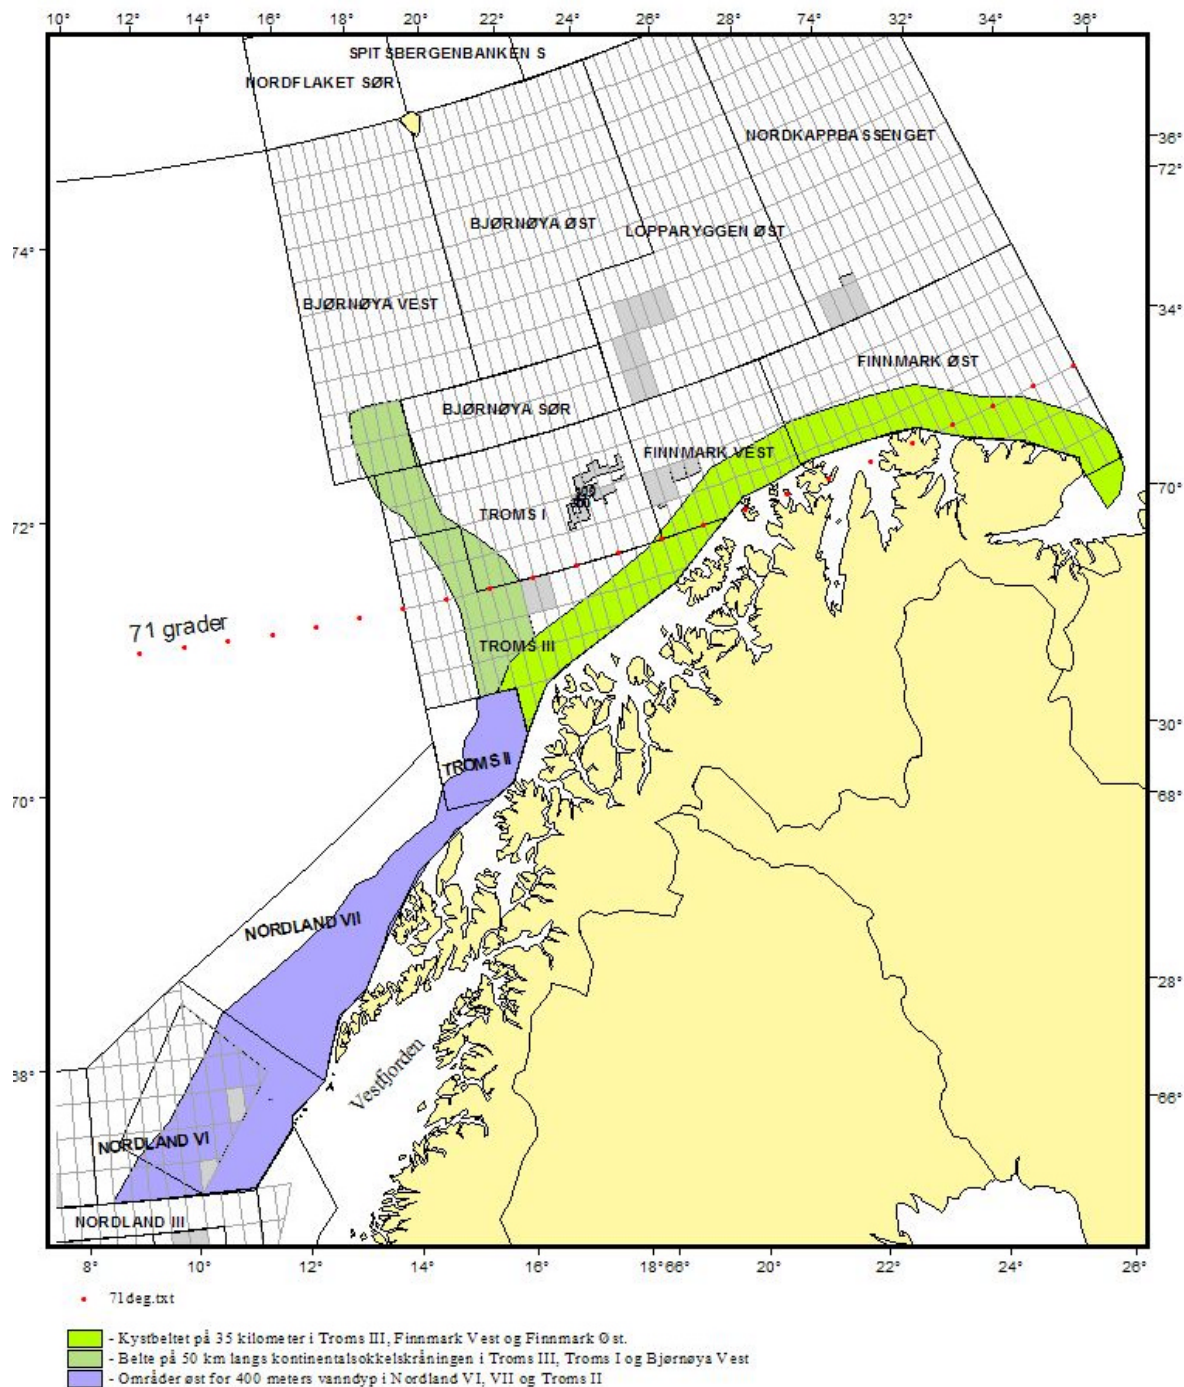 10° 12° 14° 16° 18° 20° 22° 24° 26° 28° 74° 32° 34° 36°
SPITSBERGENBANKEN S
NORDFLAKET SØR
NORDKAPPBASSENGET
36°
72°
BJØRNØYA ØST
LOPPARYGGEN ØST
74°
BJØRNØYA VEST
34°
FINNMARK ØST
BJØRNØYA SØR
FINNMARK VEST
70°
TROMS I
72°
71 grader
TROMS III
30°
TROMS II
70°
68°
NORDLAND VII
28°
Vestfjorden
68°
66°
NORDLAND VI
NORDLAND III
8° 10° 12° 14° 16° 18° 66° 20° 22° 24° 26°
71deg.txt
- Kystbeltet på 35 kilometer i Troms III, Finnmark Vest og Finnmark Øst.
- Belte på 50 km langs kontinentalsokkelskråningen i Troms III, Troms I og Bjørnøya Vest
- Områder øst for 400 meters vanndyp i Nordland VI, VII og Troms II